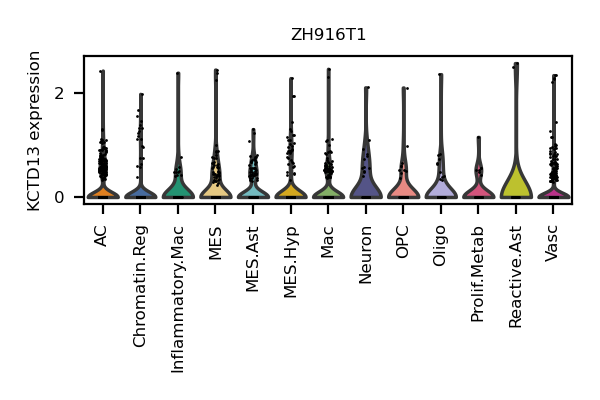 ZH916T1
KCTD13 expression
2
0
AC
Chromatin.Reg
Inflammatory.Mac
MES
MES.Ast
MES.Hyp
Mac
Neuron
OPC
Oligo
Prolif.Metab
Reactive.Ast
Vasc